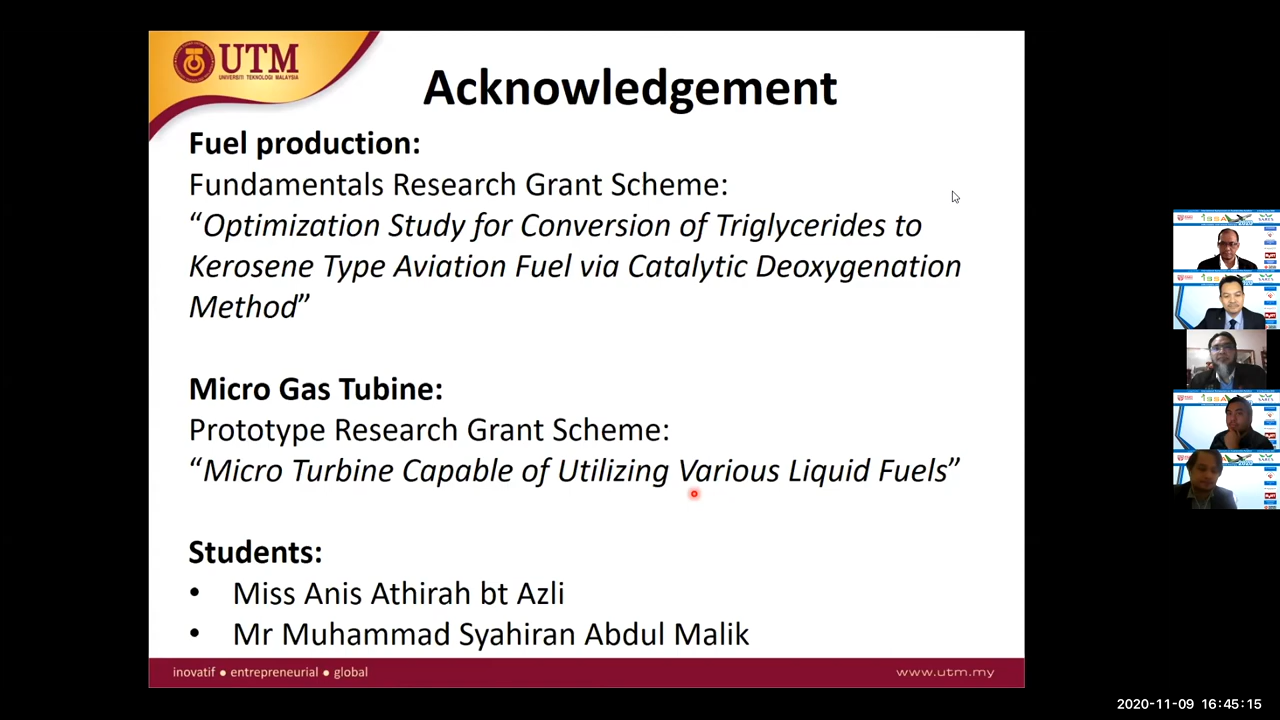 UTM
UNIVERSITI TEKNOLOGI MALAYSIA
Acknowledgement
Fuel production:
Fundamentals Research Grant Scheme:
“Optimization Study for Conversion of Triglycerides to
Kerosene Type Aviation Fuel via Catalytic Deoxygenation
Method”
Micro Gas Tubine:
Prototype Research Grant Scheme:
“Micro Turbine Capable of Utilizing Various Liquid Fuels”
Students:
• Miss Anis Athirah bt Azli
• Mr Muhammad Syahiran Abdul Malik
inovatif ● entrepreneurial ● global
www.utm.my
2020-11-09 16:45:15